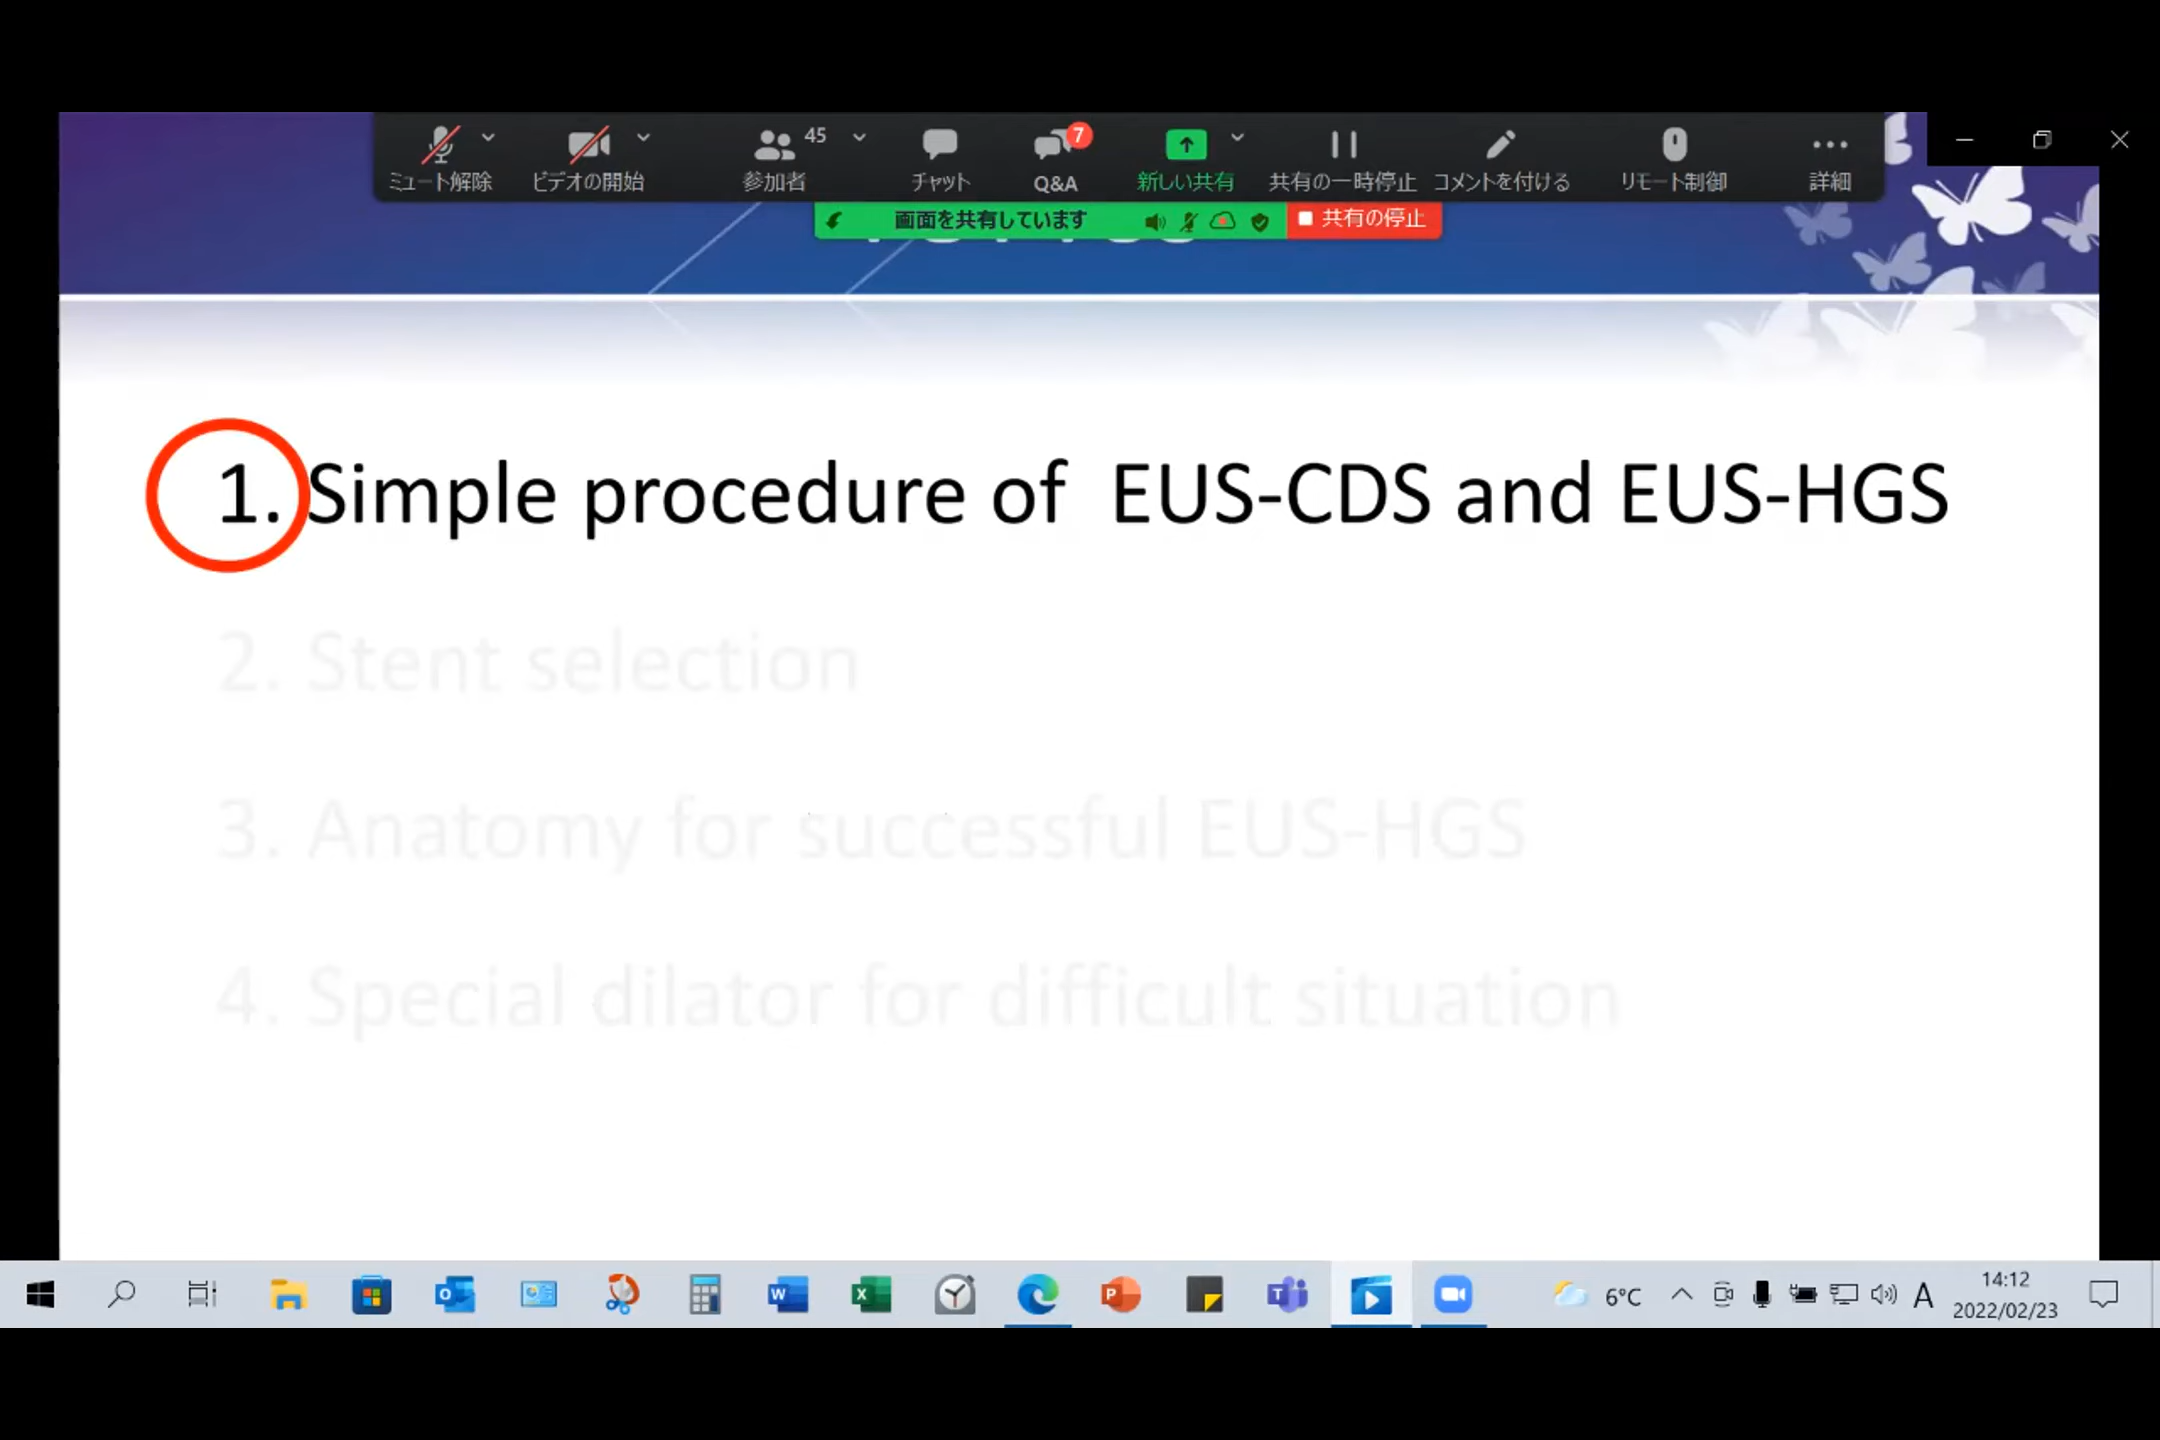 ミュート解除
ビデオの開始
45
参加者
チャット
7
Q&A
新しい共有
共有の一時停止
コメントを付ける
リモート制御
詳細
画面を共有しています
共有の停止
1. Simple procedure of EUS-CDS and EUS-HGS
2. Stent selection
3. Anatomy for successful EUS-HGS
4. Special dilator for difficult situation
6°C
A
14:12
2022/02/23